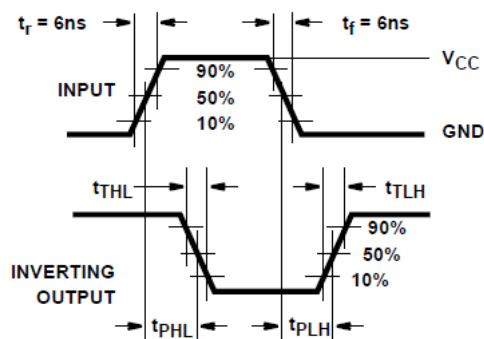 tr = 6ns
tf = 6ns
VCC
INPUT
90%
50%
10%
GND
tTHL
tTLH
90%
50%
10%
INVERTING
OUTPUT
tPHL
tPLH